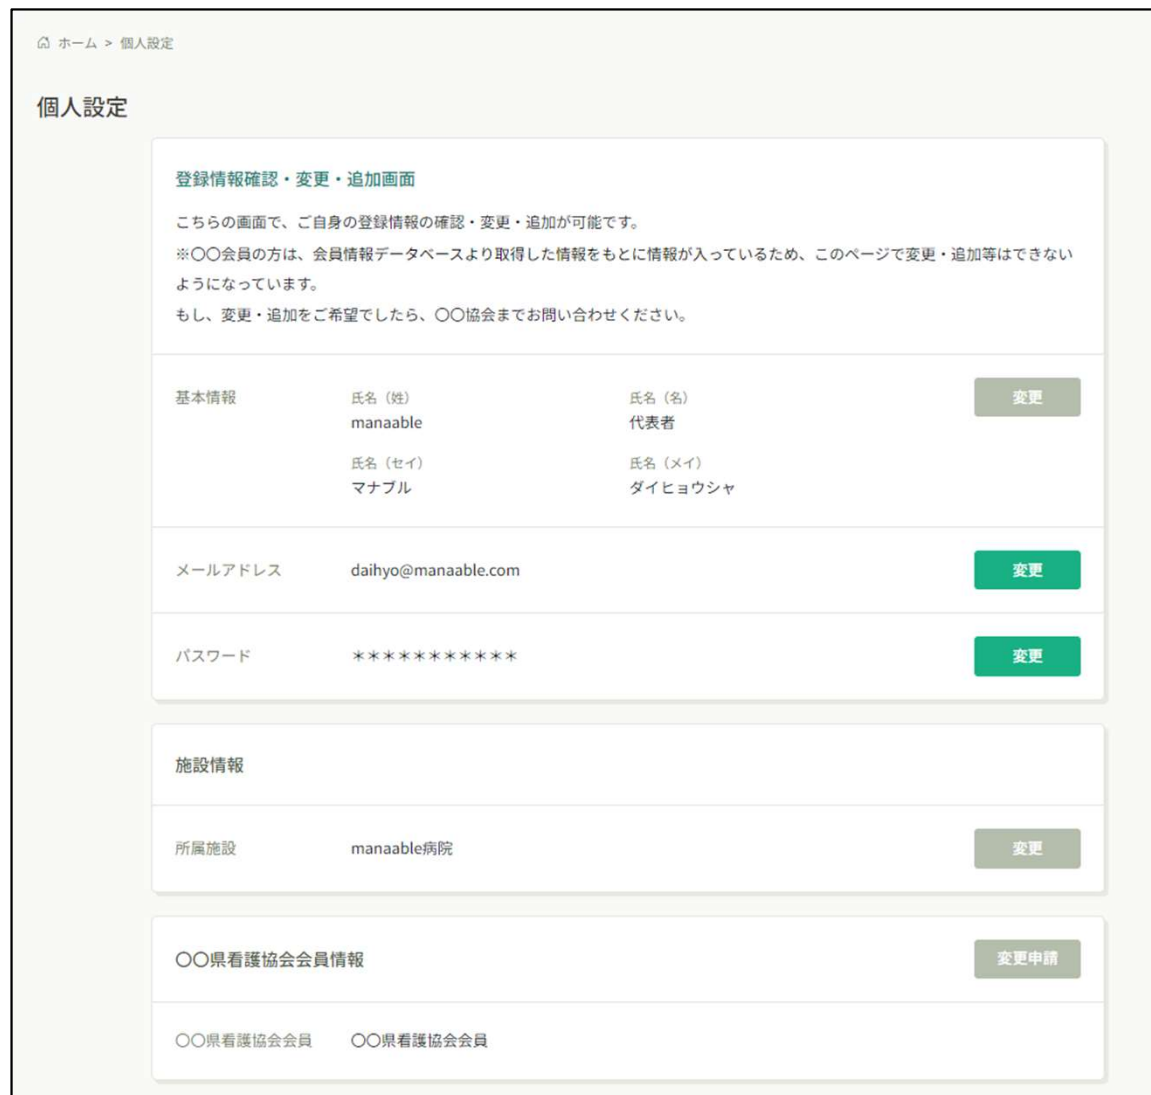 ホーム > 個人設定
個人設定
登録情報確認・変更・追加画面
こちらの画面で、ご自身の登録情報の確認・変更・追加が可能です。
※〇〇会員の方は、会員情報データベースより取得した情報をもとに情報が入っているため、このページで変更・追加等はできない
ようになっています。
もし、変更・追加をご希望でしたら、〇〇協会までお問い合わせください。
基本情報 氏名（姓） 氏名（名） 変更
manaable 代表者
氏名（セイ） 氏名（メイ）
マナブル ダイヒョウシャ
メールアドレス daihyo@manaable.com 変更
パスワード ＊＊＊＊＊＊＊＊＊＊＊ 変更
施設情報
所属施設 manaable病院 変更
〇〇県看護協会会員情報 変更申請
〇〇県看護協会会員 〇〇県看護協会会員